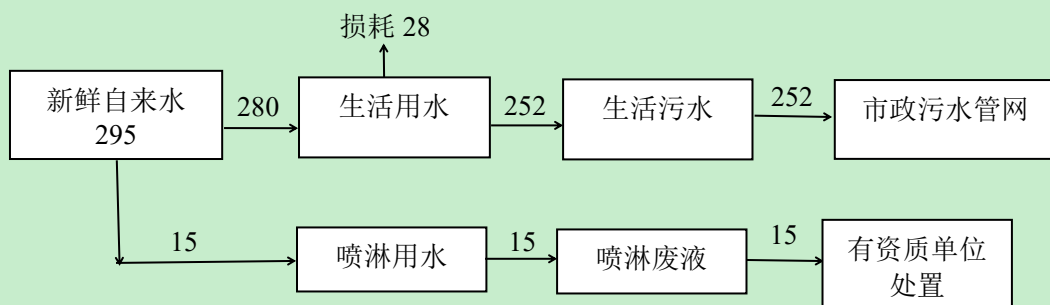 损耗 28
新鲜自来水
295
280
生活用水
252
生活污水
252
市政污水管网
15
喷淋用水
15
喷淋废液
15
有资质单位
处置